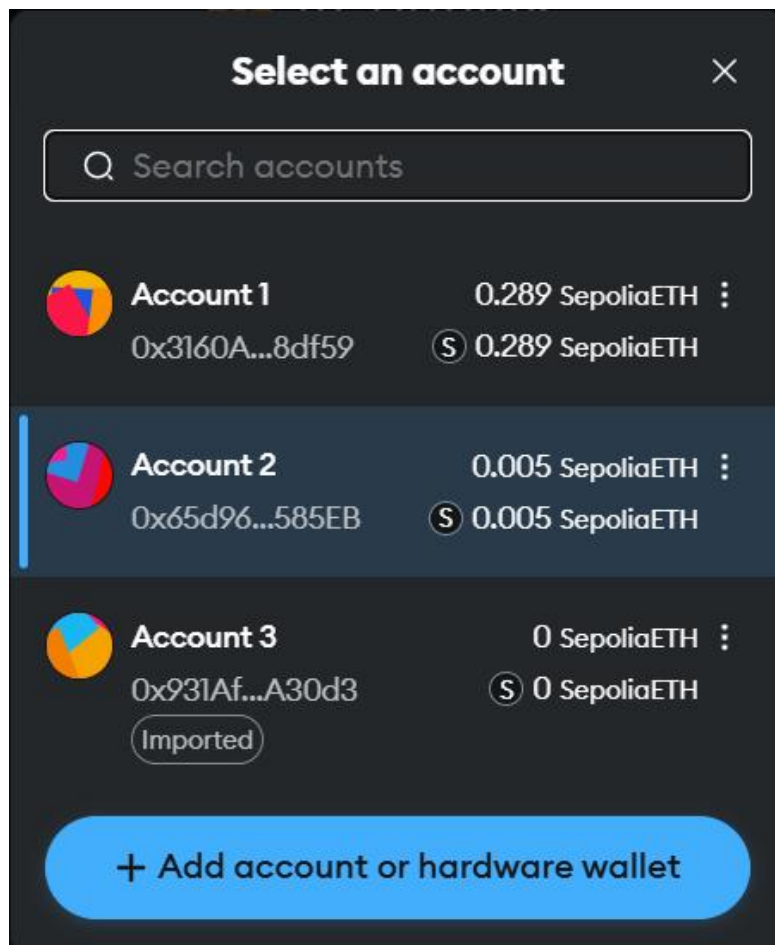 Select an account
Search accounts
Account 1 0.289 SepoliaETH
0x3160A...8df59 S 0.289 SepoliaETH
Account 2 0.005 SepoliaETH
0x65d96...585EB S 0.005 SepoliaETH
Account 3 0 SepoliaETH
0x931Af...A30d3 S 0 SepoliaETH
Imported
+ Add account or hardware wallet